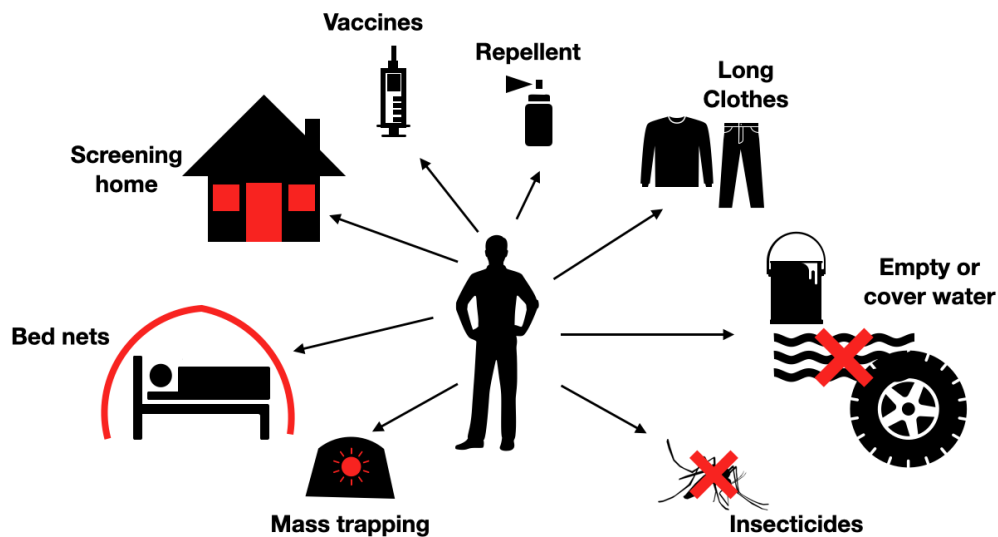 Vaccines
Repellent
Long
Clothes
Screening
home
Empty or
cover water
Bed nets
Mass trapping
Insecticides